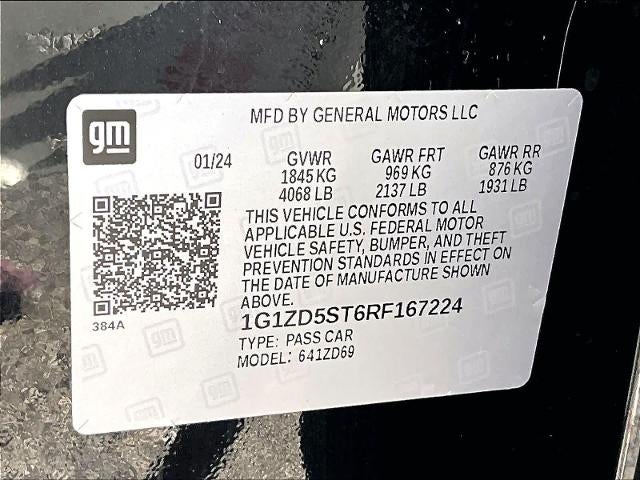 MFD BY GENERAL MOTORS LLC
gm
01/24 GVWR GAWR FRT GAWR RR
1845 KG 969 KG 876 KG
4068 LB 2137 LB 1931 LB
THIS VEHICLE CONFORMS TO ALL
APPLICABLE U.S. FEDERAL MOTOR
VEHICLE SAFETY, BUMPER, AND THEFT
PREVENTION STANDARDS IN EFFECT ON
THE DATE OF MANUFACTURE SHOWN
ABOVE.
384A
1G1ZD5ST6RF167224
TYPE: PASS CAR
MODEL: 641ZD69